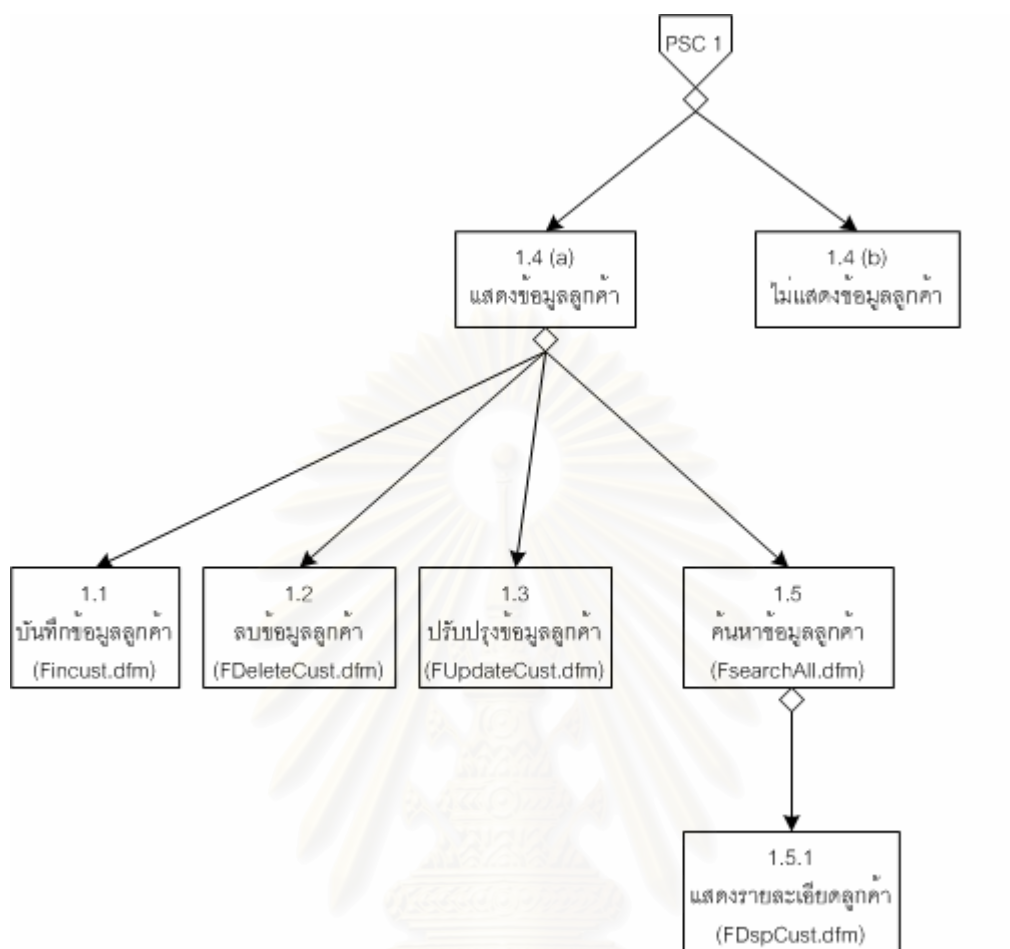 PSC 1
1.4 (a)
แสดงข้อมูลลูกค้า
1.4 (b)
ไม่แสดงข้อมูลลูกค้า
1.1
บันทึกข้อมูลลูกค้า
(Fincust.dfm)
1.2
ลบข้อมูลลูกค้า
(FDeleteCust.dfm)
1.3
ปรับปรุงข้อมูลลูกค้า
(FUpdateCust.dfm)
1.5
ค้นหาข้อมูลลูกค้า
(FsearchAll.dfm)
1.5.1
แสดงรายละเอียดลูกค้า
(FDspCust.dfm)